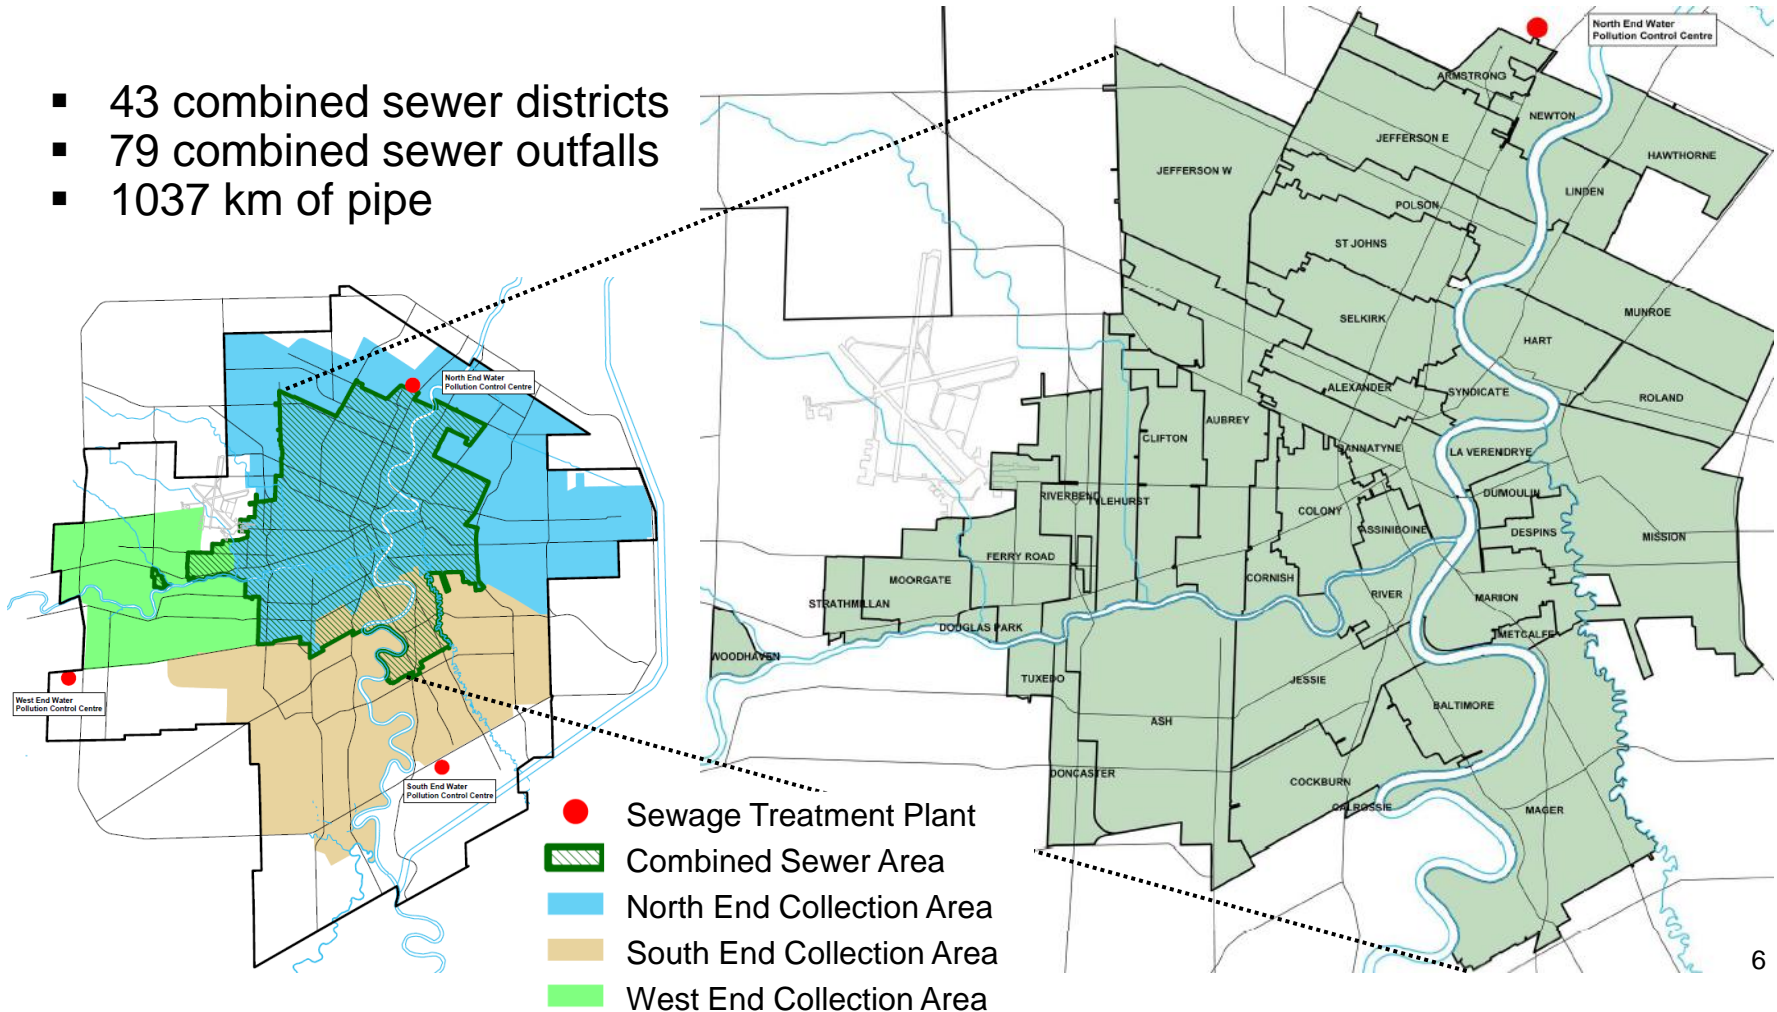 ▪ 43 combined sewer districts
▪ 79 combined sewer outfalls
▪ 1037 km of pipe
North End Water
Pollution Control Centre
West End Water
Pollution Control Centre
South End Water
Pollution Control Centre
Sewage Treatment Plant
Combined Sewer Area
North End Collection Area
South End Collection Area
West End Collection Area
North End Water
Pollution Control Centre
ARMSTRONG
NEWTON
JEFFERSON E
HAWTHORNE
JEFFERSON W
LINDEN
POLSON
ST JOHNS
MUNROE
SELKIRK
HART
ALEXANDER
SYNDICATE
ROLAND
AUBREY
CLIFTON
BANNATYNE
LA VERENDRYE
DUMOULIN
RIVERBEND
TYLEHURST
COLONY
ASSINIBOINE
DESPINS
MISSION
FERRY ROAD
MOORGATE
CORNISH
RIVER
MARION
STRATHMILLAN
DOUGLAS PARK
METCALFE
WOODHAVEN
TUXEDO
JESSIE
BALTIMORE
ASH
DONCASTER
COCKBURN
CALROSSIE
MAGER
6